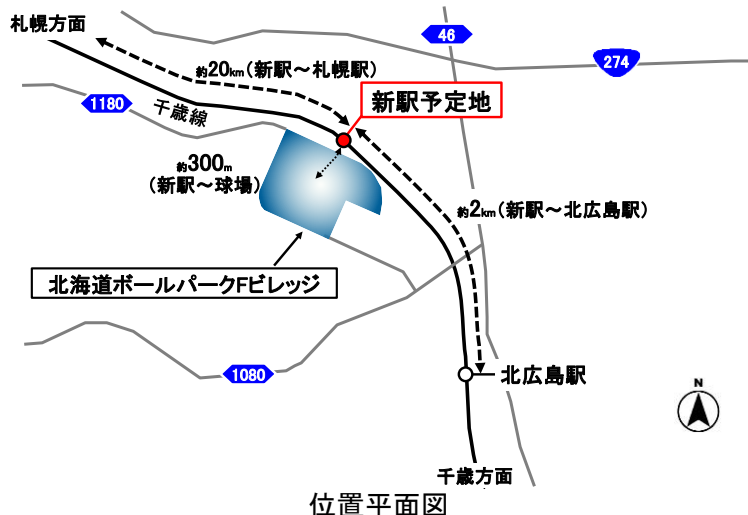 札幌方面
46
274
約20km(新駅～札幌駅)
1180
千歳線
新駅予定地
約300m
(新駅～球場)
約2km(新駅～北広島駅)
北海道ボールパークFビレッジ
1080
北広島駅
N
千歳方面
位置平面図